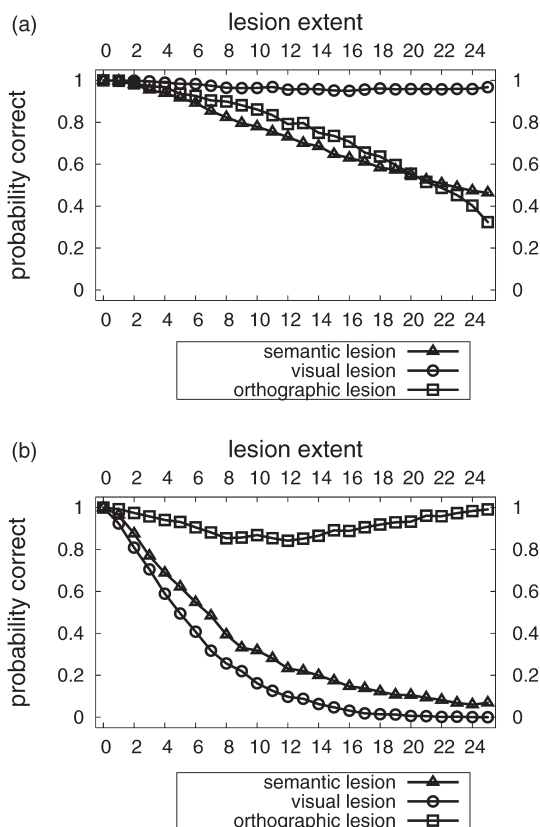 (a)
lesion extent
0 2 4 6 8 10 12 14 16 18 20 22 24
probability correct
1 1
0.8 0.8
0.6 0.6
0.4 0.4
0.2 0.2
0 0
0 2 4 6 8 10 12 14 16 18 20 22 24
semantic lesion
visual lesion
orthographic lesion
(b)
lesion extent
0 2 4 6 8 10 12 14 16 18 20 22 24
probability correct
1 1
0.8 0.8
0.6 0.6
0.4 0.4
0.2 0.2
0 0
0 2 4 6 8 10 12 14 16 18 20 22 24
semantic lesion
visual lesion
orthographic lesion